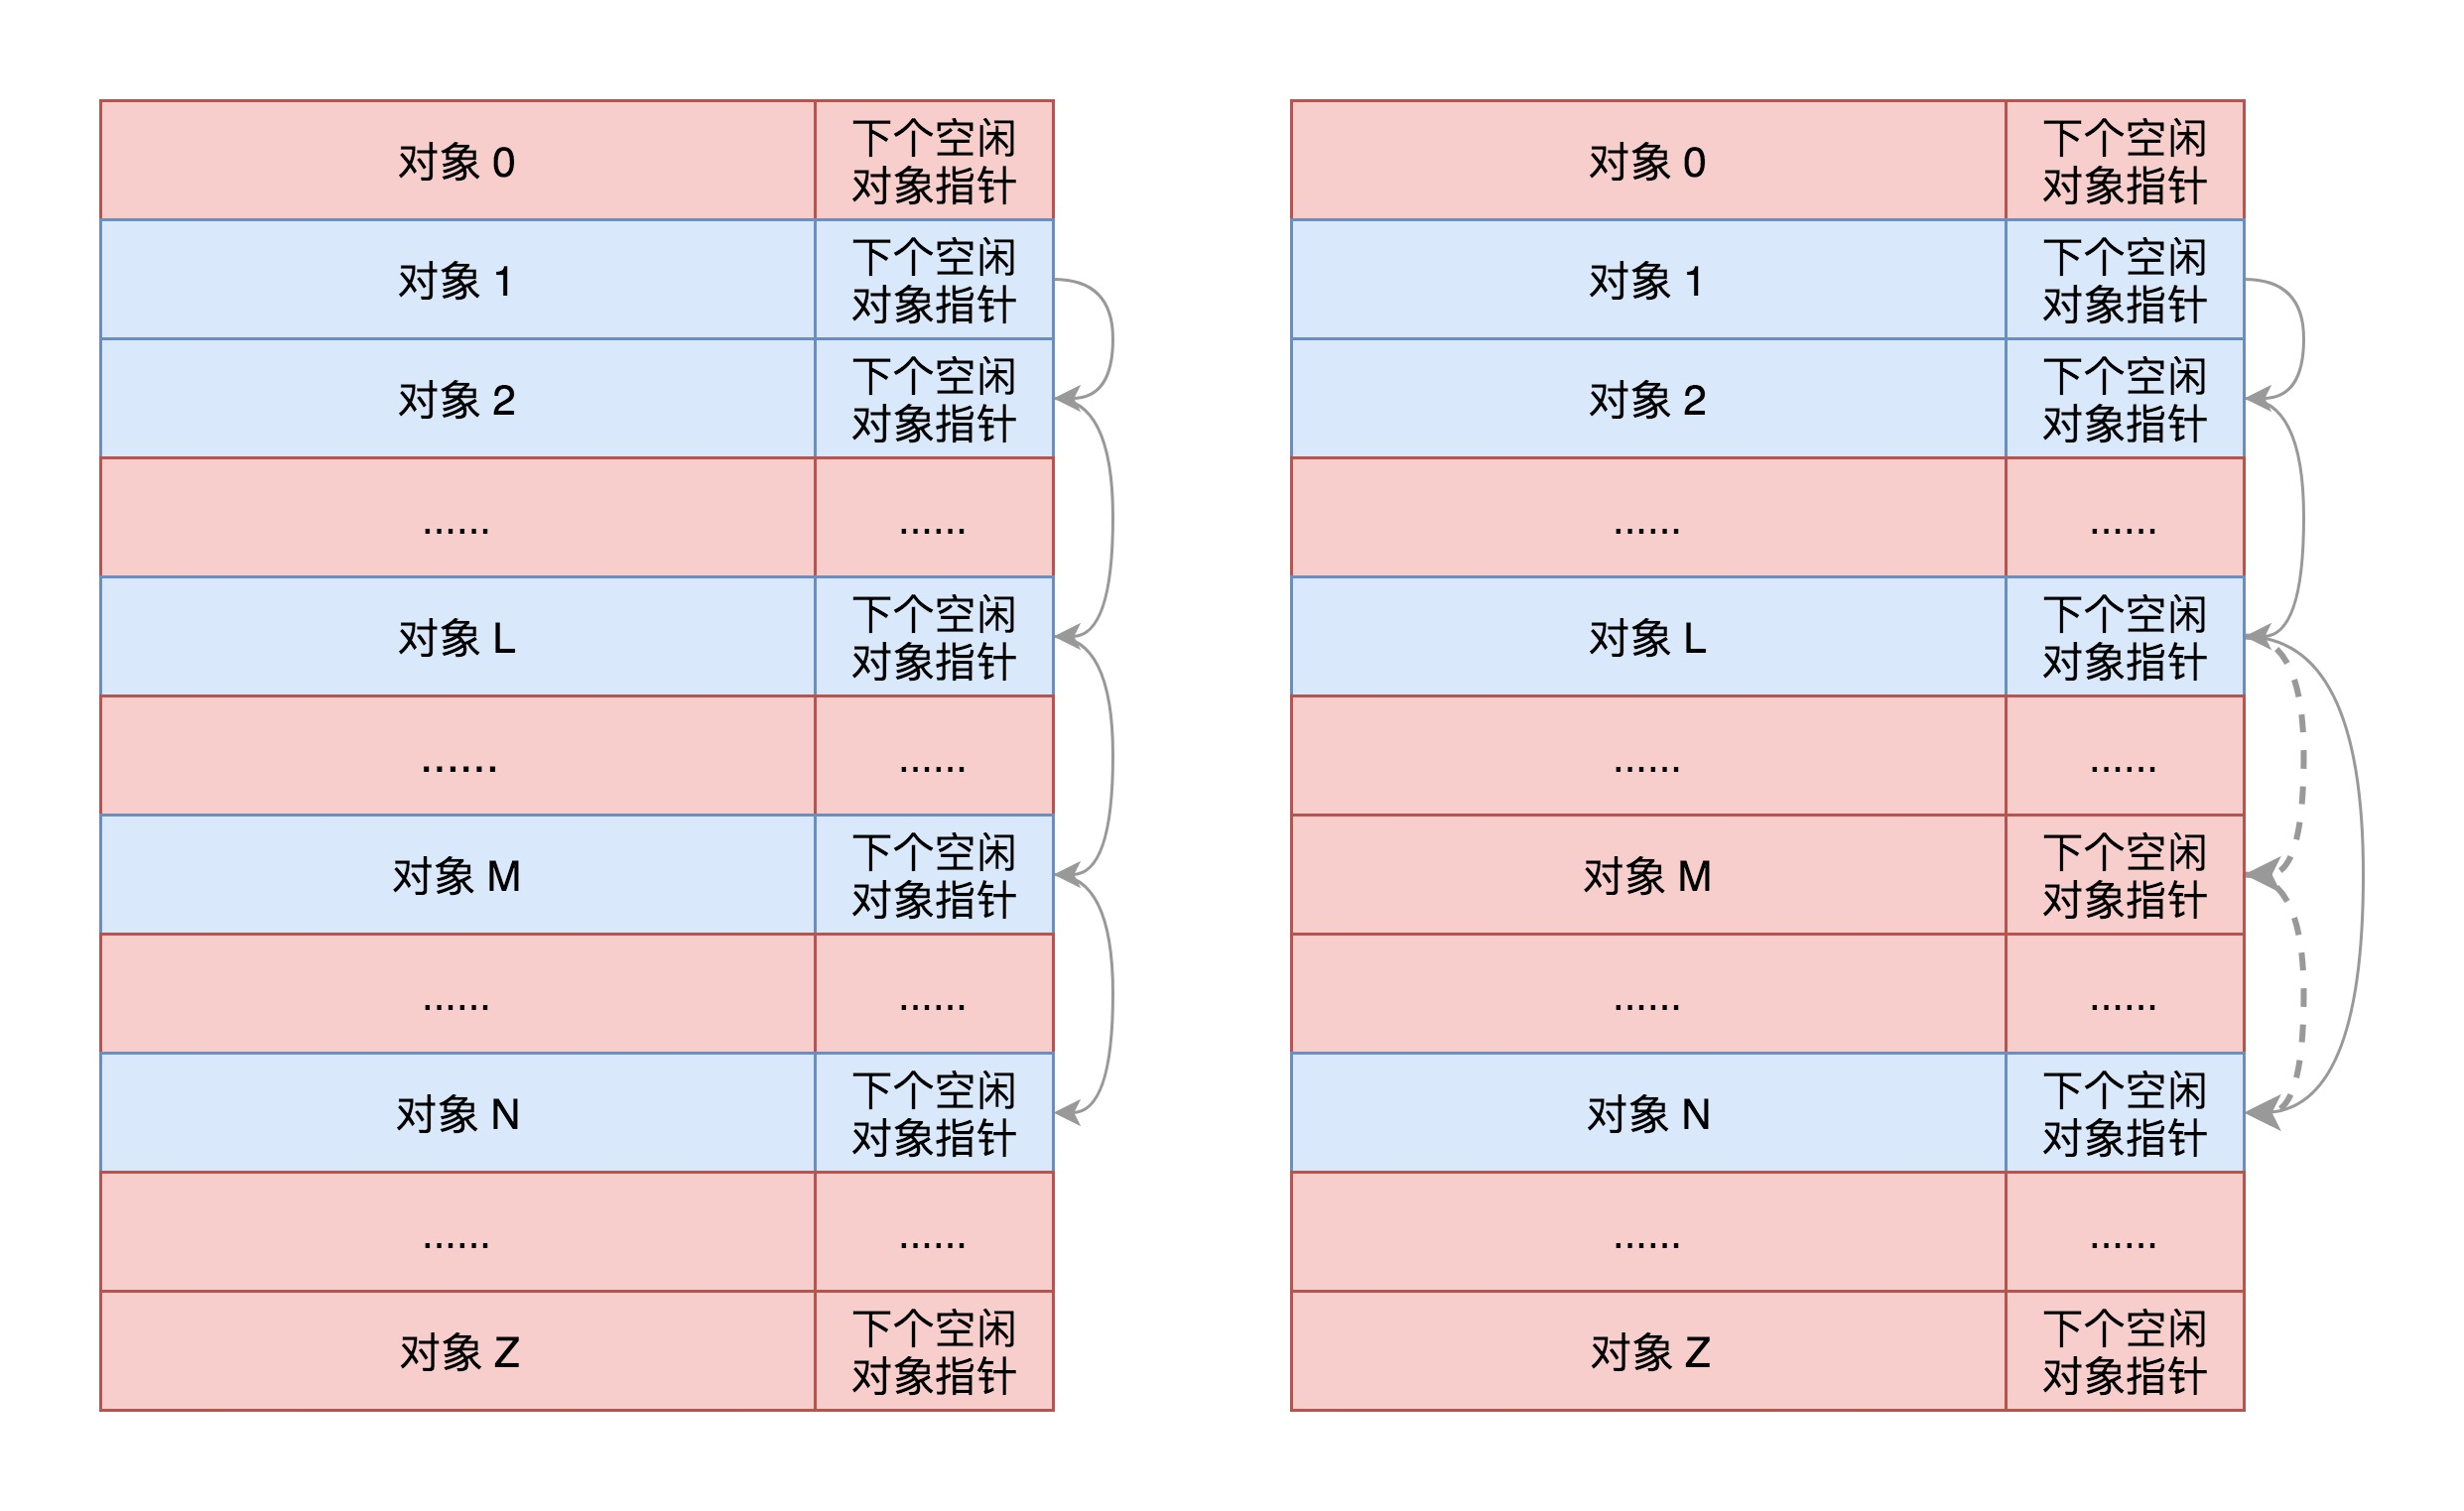 对象 0
下个空闲
对象指针
对象 1
下个空闲
对象指针
对象 2
下个空闲
对象指针
......
......
对象 L
下个空闲
对象指针
......
......
对象 M
下个空闲
对象指针
......
......
对象 N
下个空闲
对象指针
......
......
对象 Z
下个空闲
对象指针
对象 0
下个空闲
对象指针
对象 1
下个空闲
对象指针
对象 2
下个空闲
对象指针
......
......
对象 L
下个空闲
对象指针
......
......
对象 M
下个空闲
对象指针
......
......
对象 N
下个空闲
对象指针
......
......
对象 Z
下个空闲
对象指针